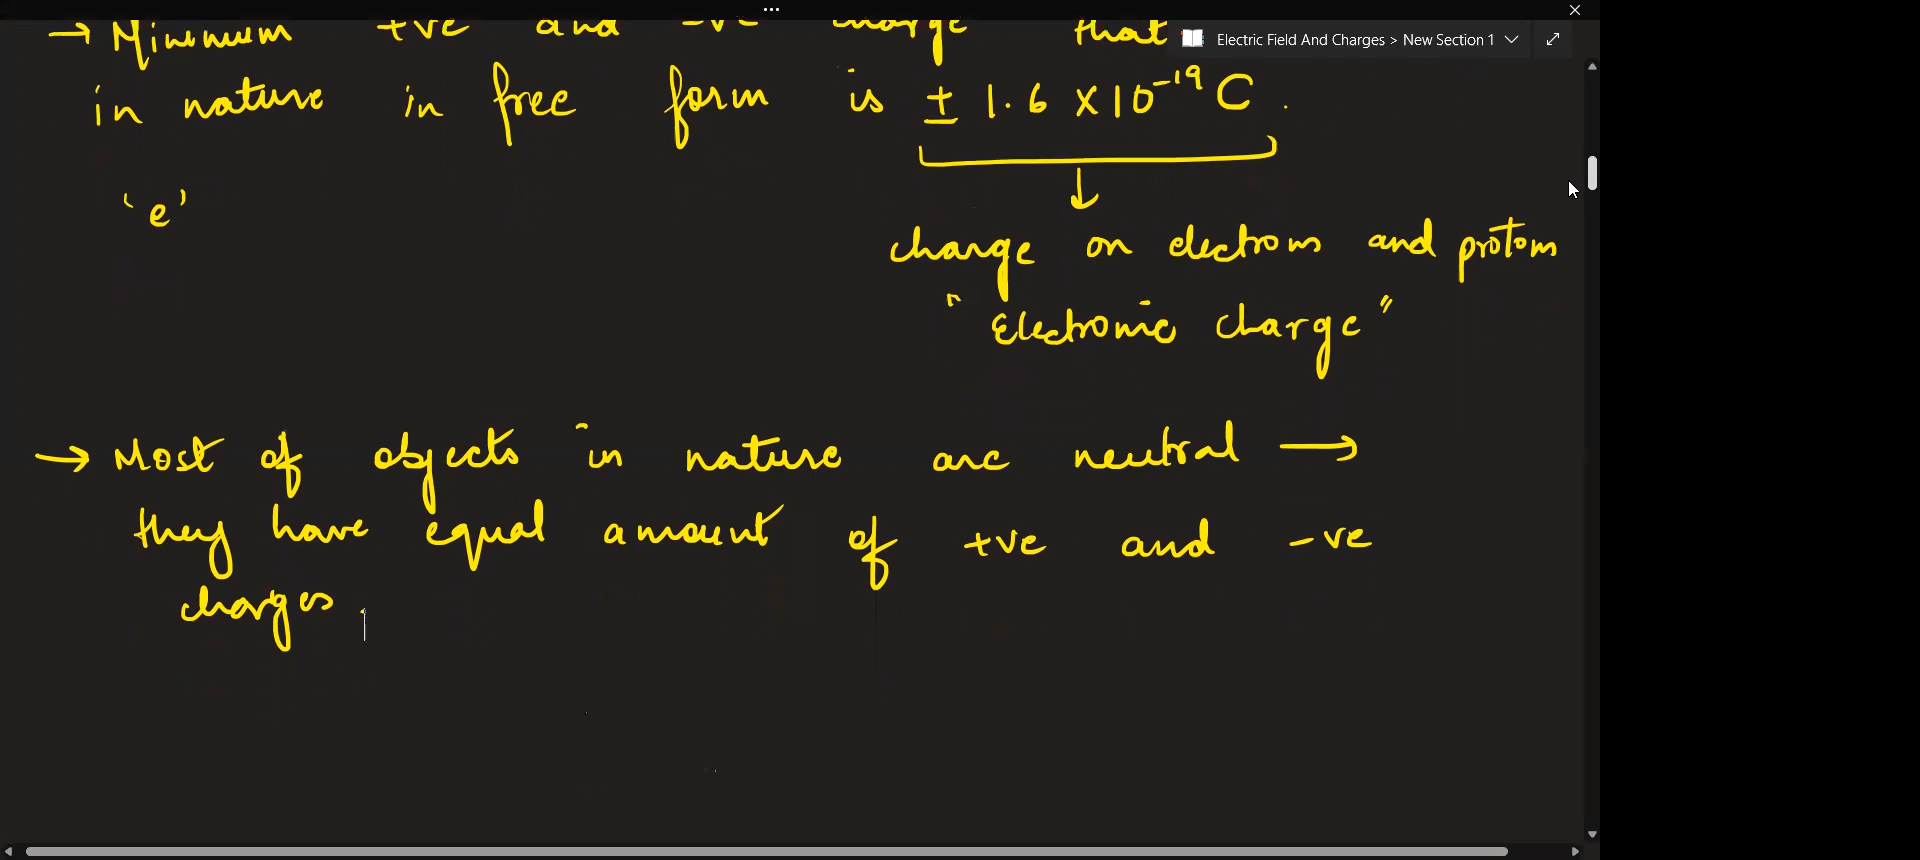 → Minimum +ve and -ve charge that
Electric Field And Charges > New Section 1
in nature in free form is ± 1.6 × 10⁻¹⁹ C .
'e'
charge on electrons and protons
"Electronic charge"
→ Most of objects in nature are neutral →
they have equal amount of +ve and -ve
charges.